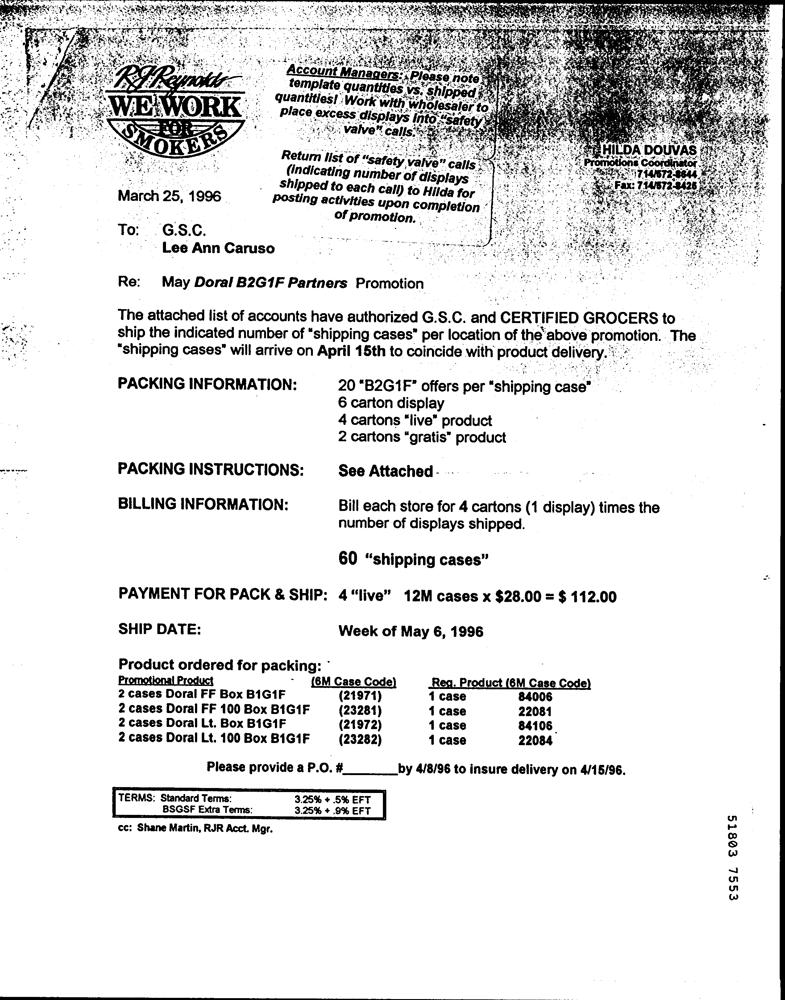 RJReynolds
WE WORK
FOR
SMOKERS
Account Managers: Please note
template quantities vs. shipped
quantities! Work with wholesaler to
place excess displays into "safety
valve" calls.
Return list of "safety valve" calls
(indicating number of displays
shipped to each call) to Hilda for
posting activities upon completion
of promotion.
HILDA DOUVAS
Promotions Coordinator
714/672-8644
Fax: 714/672-8425
March 25, 1996
To: G.S.C.
Lee Ann Caruso
Re: May Doral B2G1F Partners Promotion
The attached list of accounts have authorized G.S.C. and CERTIFIED GROCERS to
ship the indicated number of "shipping cases" per location of the above promotion. The
"shipping cases" will arrive on April 15th to coincide with product delivery.
PACKING INFORMATION: 20 "B2G1F" offers per "shipping case"
6 carton display
4 cartons "live" product
2 cartons "gratis" product
PACKING INSTRUCTIONS: See Attached
BILLING INFORMATION: Bill each store for 4 cartons (1 display) times the
number of displays shipped.
60 "shipping cases"
PAYMENT FOR PACK & SHIP: 4 "live" 12M cases x $28.00 = $ 112.00
SHIP DATE: Week of May 6, 1996
Product ordered for packing:
Promotional Product (6M Case Code) Reg. Product (6M Case Code)
2 cases Doral FF Box B1G1F (21971) 1 case 84006
2 cases Doral FF 100 Box B1G1F (23281) 1 case 22081
2 cases Doral Lt. Box B1G1F (21972) 1 case 84106
2 cases Doral Lt. 100 Box B1G1F (23282) 1 case 22084
Please provide a P.O. #________by 4/8/96 to insure delivery on 4/15/96.
TERMS: Standard Terms: 3.25% + .5% EFT
BSGSF Extra Terms: 3.25% + .9% EFT
cc: Shane Martin, RJR Acct. Mgr.
51803 7553